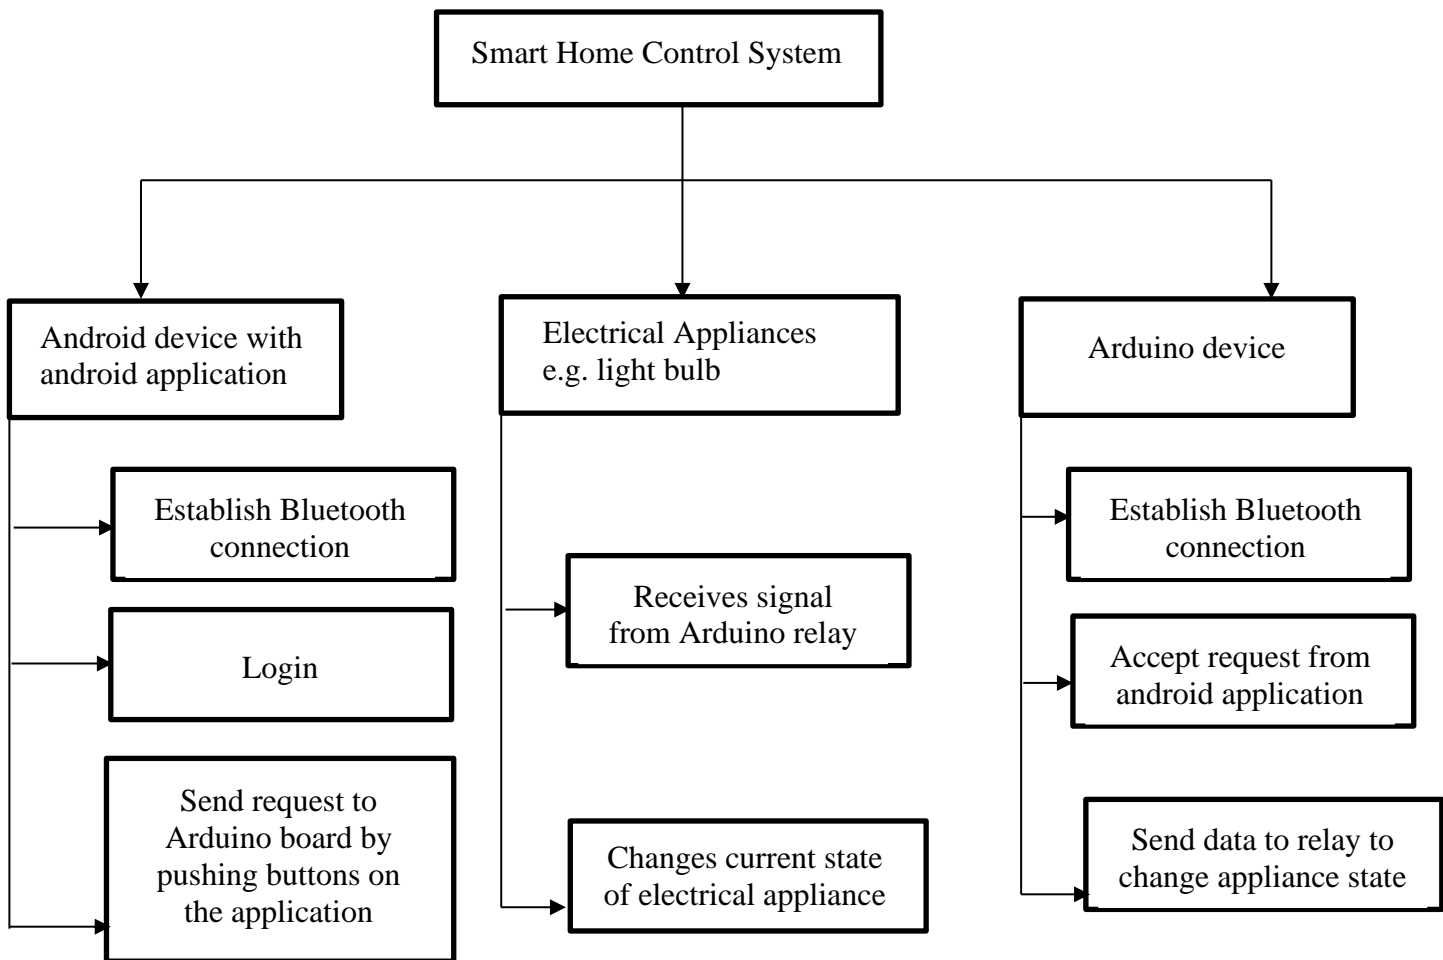 Smart Home Control System
Android device with
android application
Electrical Appliances
e.g. light bulb
Arduino device
Establish Bluetooth
connection
Login
Send request to
Arduino board by
pushing buttons on
the application
Receives signal
from Arduino relay
Changes current state
of electrical appliance
Establish Bluetooth
connection
Accept request from
android application
Send data to relay to
change appliance state